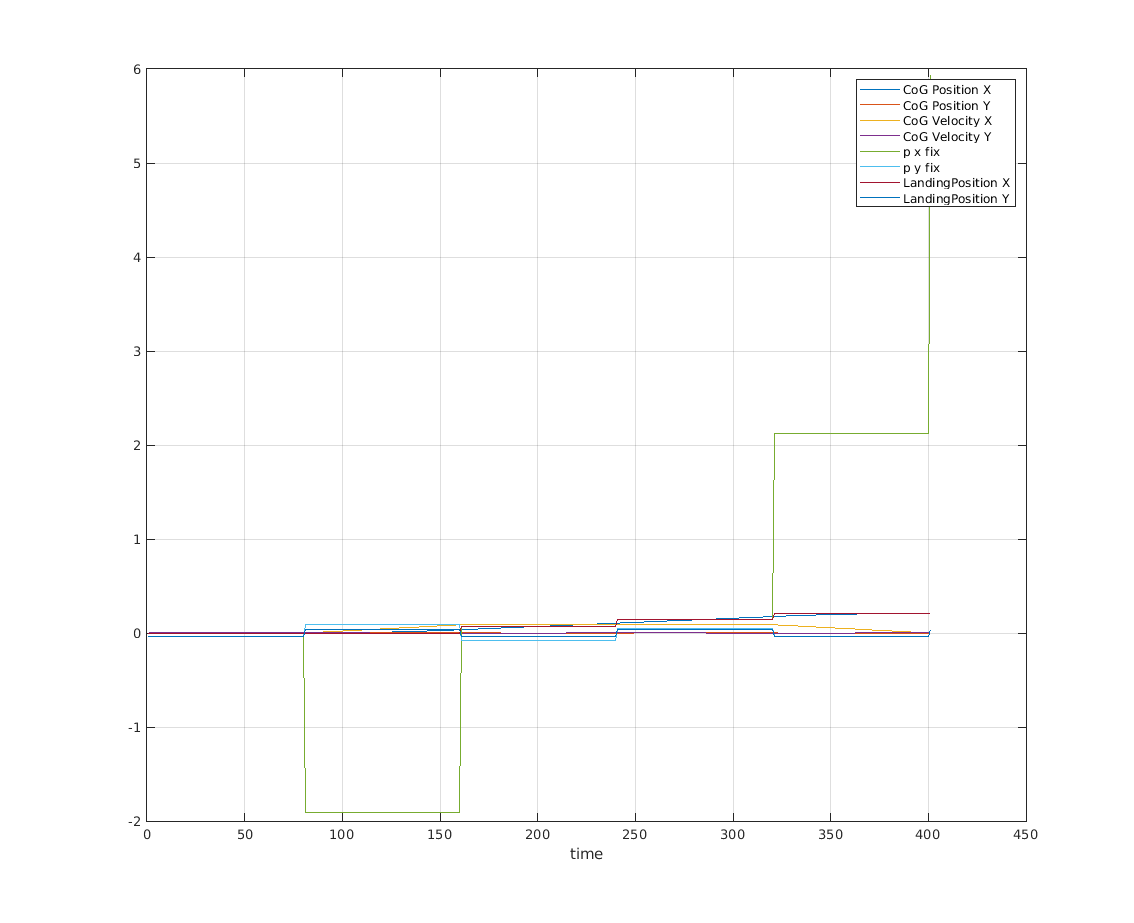 6
5
4
3
2
1
0
-1
-2
0 50 100 150 200 250 300 350 400 450
time
CoG Position X
CoG Position Y
CoG Velocity X
CoG Velocity Y
p x fix
p y fix
LandingPosition X
LandingPosition Y